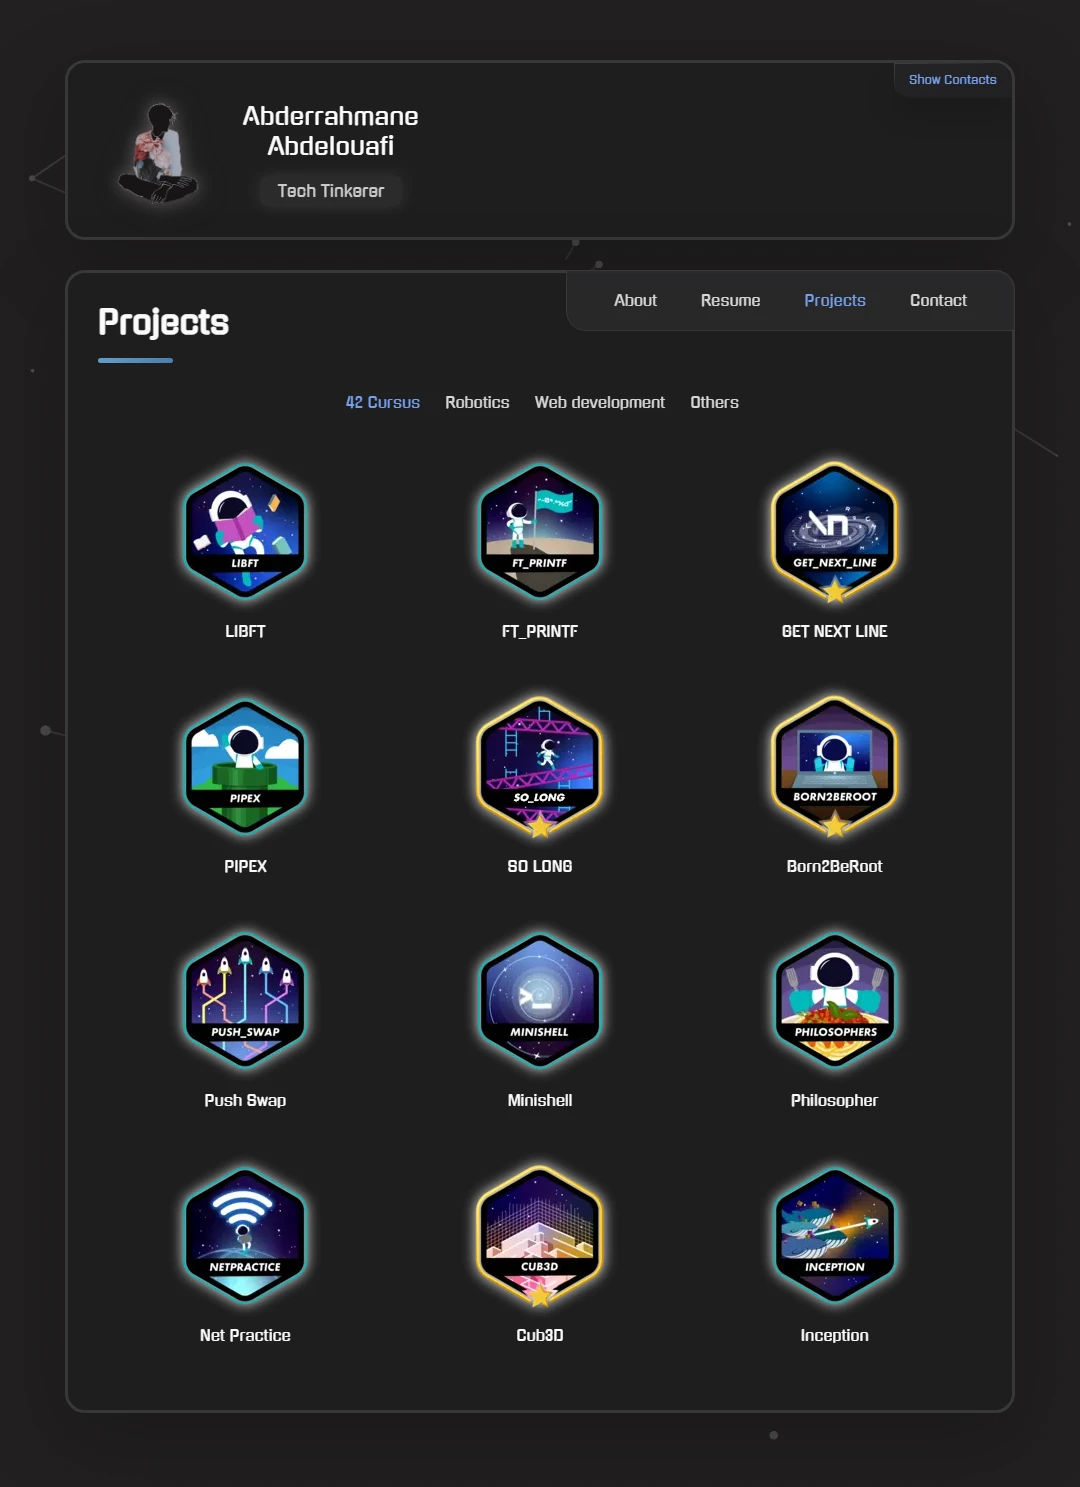 Show Contacts
Abderrahmane
Abdelouafi
Tech Tinkerer
About Resume Projects Contact
Projects
42 Cursus Robotics Web development Others
LIBFT FT_PRINTF GET_NEXT_LINE
LIBFT FT_PRINTF GET NEXT LINE
PIPEX SO_LONG BORN2BEROOT
PIPEX SO LONG Born2BeRoot
PUSH_SWAP MINISHELL PHILOSOPHERS
Push Swap Minishell Philosopher
NETPRACTICE CUB3D INCEPTION
Net Practice Cub3D Inception